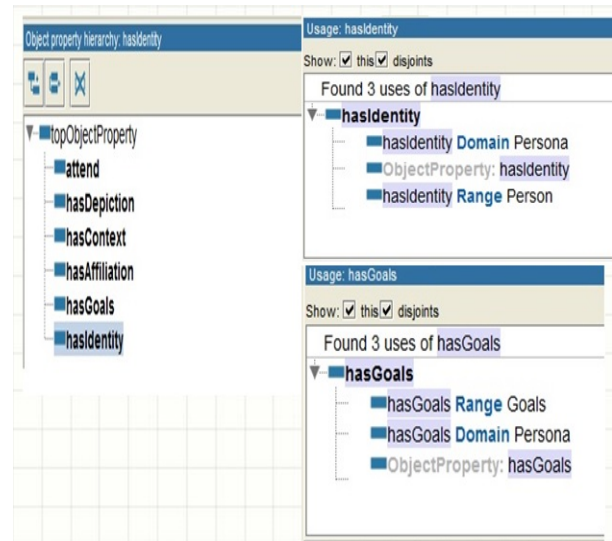 Object property hierarchy: hasIdentity
topObjectProperty
attend
hasDepiction
hasContext
hasAffiliation
hasGoals
hasIdentity
Usage: hasIdentity
Show: this disjoints
Found 3 uses of hasIdentity
hasIdentity
hasIdentity Domain Persona
ObjectProperty: hasIdentity
hasIdentity Range Person
Usage: hasGoals
Show: this disjoints
Found 3 uses of hasGoals
hasGoals
hasGoals Range Goals
hasGoals Domain Persona
ObjectProperty: hasGoals